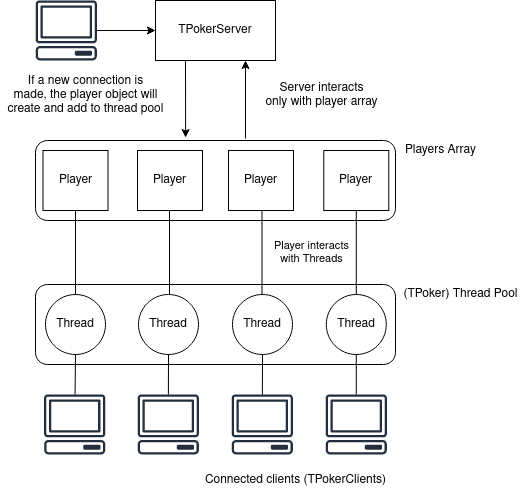 TPokerServer
If a new connection is
made, the player object will
create and add to thread pool
Server interacts
only with player array
Players Array
Player
Player
Player
Player
Player interacts
with Threads
(TPoker) Thread Pool
Thread
Thread
Thread
Thread
Connected clients (TPokerClients)